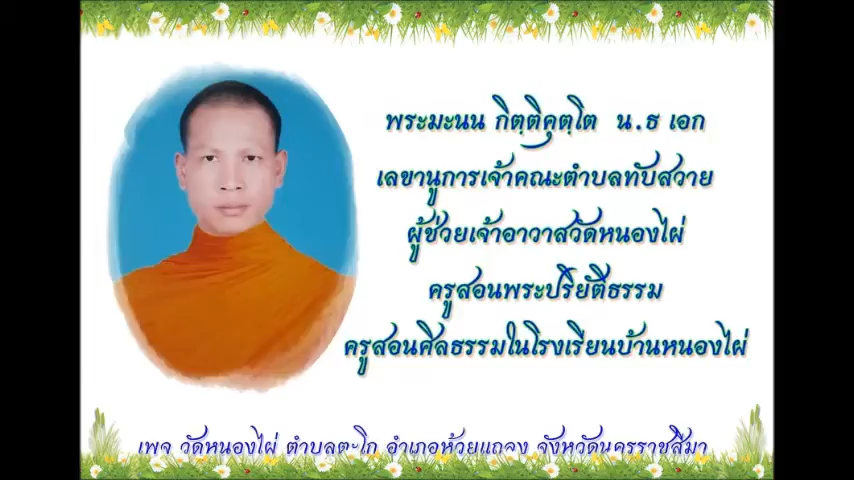 พระมะนน กิตฺติคุตฺโต น.ธ เอก
เลขานูการเจ้าคณะตำบลทับสวาย
ผู้ช่วยเจ้าอาวาสวัดหนองไผ่
ครูสอนพระปริยัติธรรม
ครูสอนศิลธรรมในโรงเรียนบ้านหนองไผ่
เพจ วัดหนองไผ่ ตำบลตะโก อำเภอห้วยแถลง จังหวัดนครราชสีมา